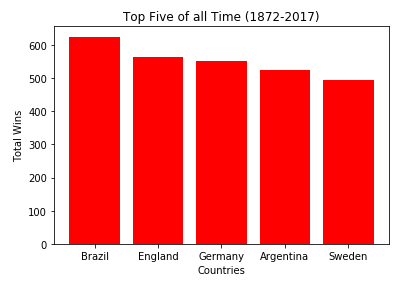 Top Five of all Time (1872-2017)
Total Wins
600
500
400
300
200
100
0
Brazil England Germany Argentina Sweden
Countries